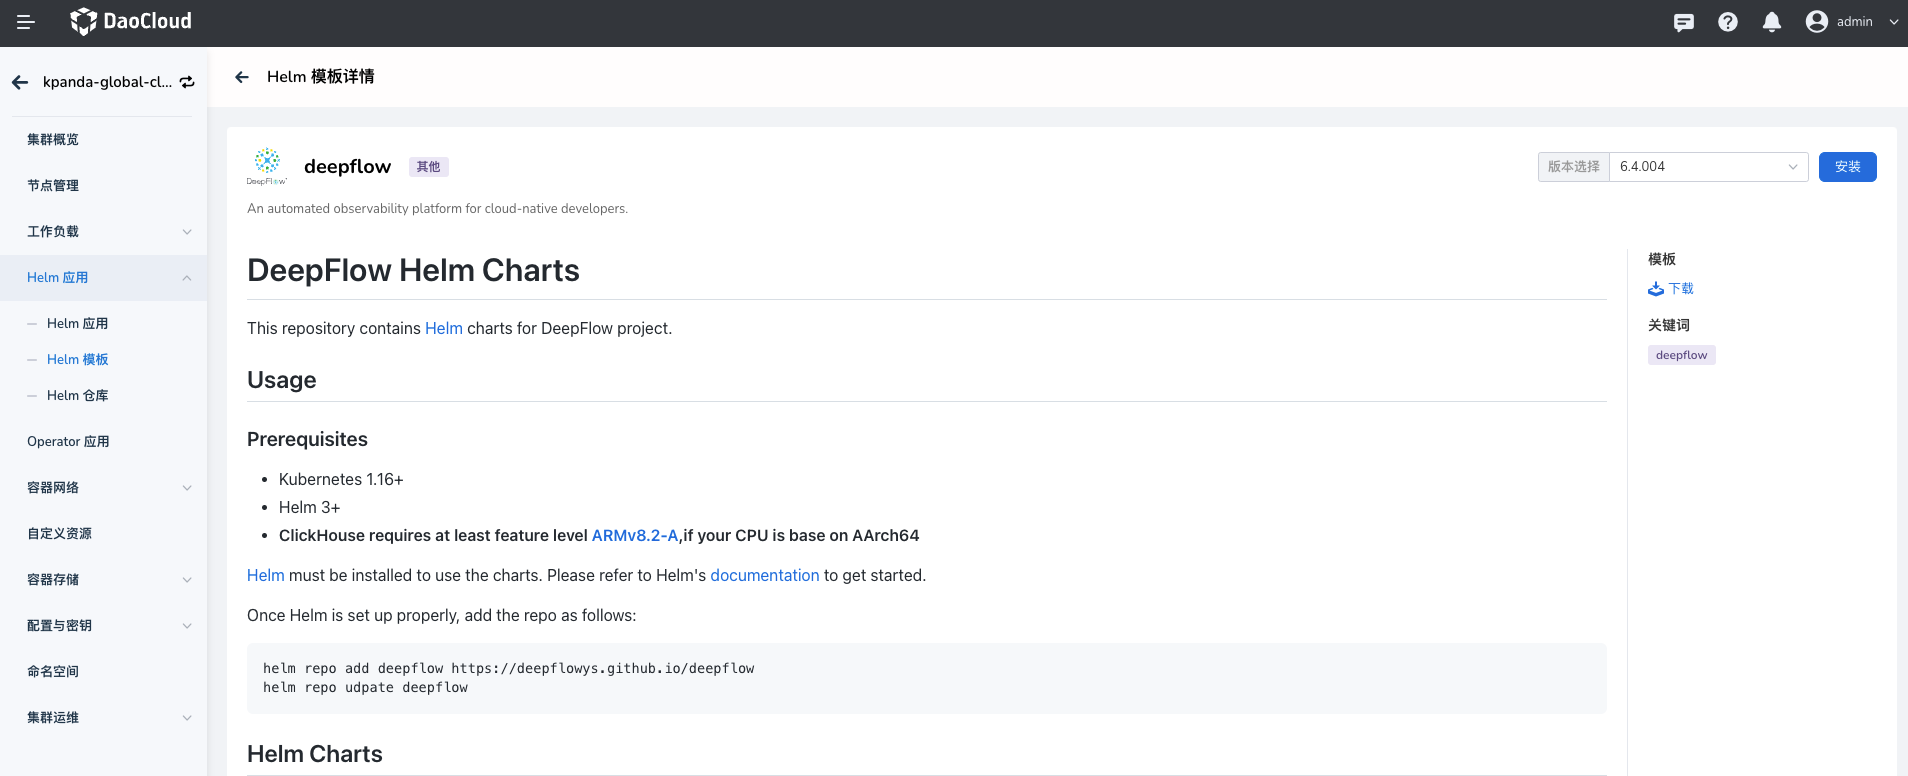 DaoCloud
admin
kpanda-global-cl...
集群概览
节点管理
工作负载
Helm 应用
Helm 应用
Helm 模板
Helm 仓库
Operator 应用
容器网络
自定义资源
容器存储
配置与密钥
命名空间
集群运维
Helm 模板详情
DeepFlow
deepflow
其他
版本选择
6.4.004
安装
An automated observability platform for cloud-native developers.
DeepFlow Helm Charts
This repository contains Helm charts for DeepFlow project.
Usage
Prerequisites
Kubernetes 1.16+
Helm 3+
ClickHouse requires at least feature level ARMv8.2-A,if your CPU is base on AArch64
Helm must be installed to use the charts. Please refer to Helm's documentation to get started.
Once Helm is set up properly, add the repo as follows:
helm repo add deepflow https://deepflowys.github.io/deepflow
helm repo udpate deepflow
Helm Charts
模板
下载
关键词
deepflow